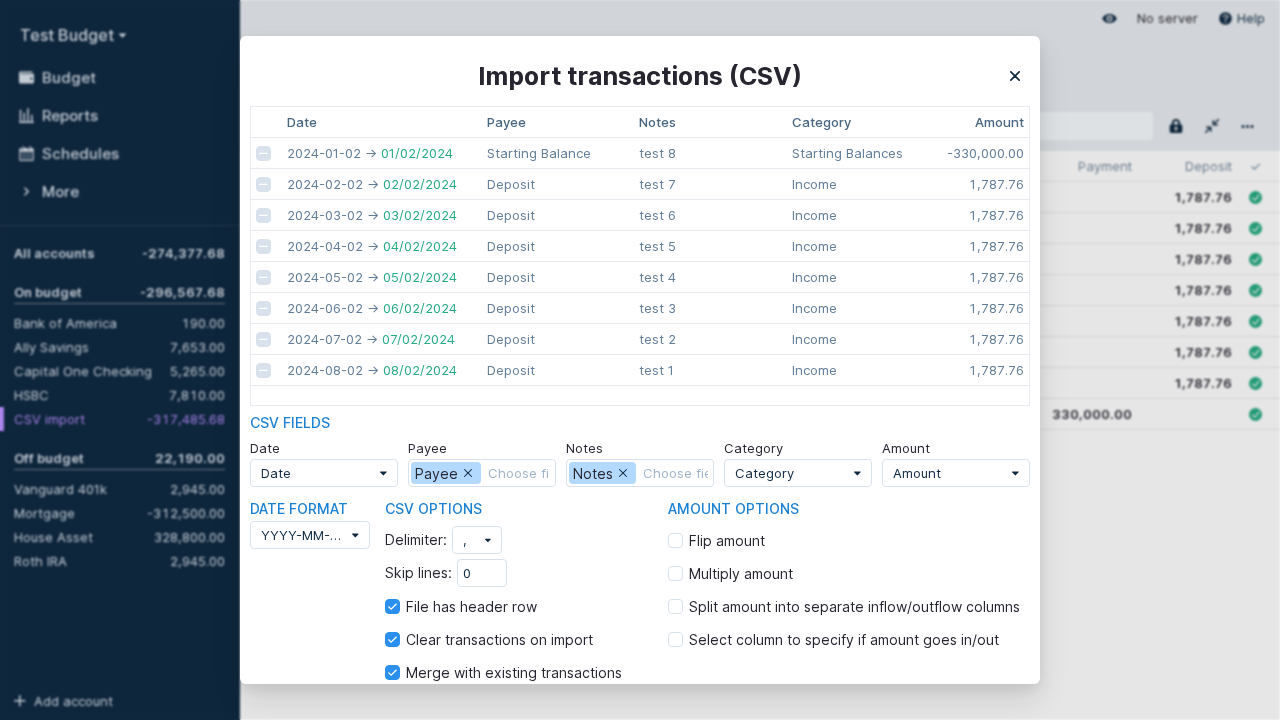 Test Budget
Budget
Reports
Schedules
More
All accounts -274,377.68
On budget -296,567.68
Bank of America 190.00
Ally Savings 7,653.00
Capital One Checking 5,265.00
HSBC 7,810.00
CSV import -317,485.68
Off budget 22,190.00
Vanguard 401k 2,945.00
Mortgage -312,500.00
House Asset 328,800.00
Roth IRA 2,945.00
Add account
No server Help
Payment Deposit
1,787.76
1,787.76
1,787.76
1,787.76
1,787.76
1,787.76
1,787.76
330,000.00
Import transactions (CSV)
Date Payee Notes Category Amount
2024-01-02 → 01/02/2024 Starting Balance test 8 Starting Balances -330,000.00
2024-02-02 → 02/02/2024 Deposit test 7 Income 1,787.76
2024-03-02 → 03/02/2024 Deposit test 6 Income 1,787.76
2024-04-02 → 04/02/2024 Deposit test 5 Income 1,787.76
2024-05-02 → 05/02/2024 Deposit test 4 Income 1,787.76
2024-06-02 → 06/02/2024 Deposit test 3 Income 1,787.76
2024-07-02 → 07/02/2024 Deposit test 2 Income 1,787.76
2024-08-02 → 08/02/2024 Deposit test 1 Income 1,787.76
CSV FIELDS
Date Payee Notes Category Amount
Date Payee Choose fi Notes Choose fie Category Amount
DATE FORMAT
YYYY-MM-...
CSV OPTIONS
Delimiter: ,
Skip lines: 0
File has header row
Clear transactions on import
Merge with existing transactions
AMOUNT OPTIONS
Flip amount
Multiply amount
Split amount into separate inflow/outflow columns
Select column to specify if amount goes in/out